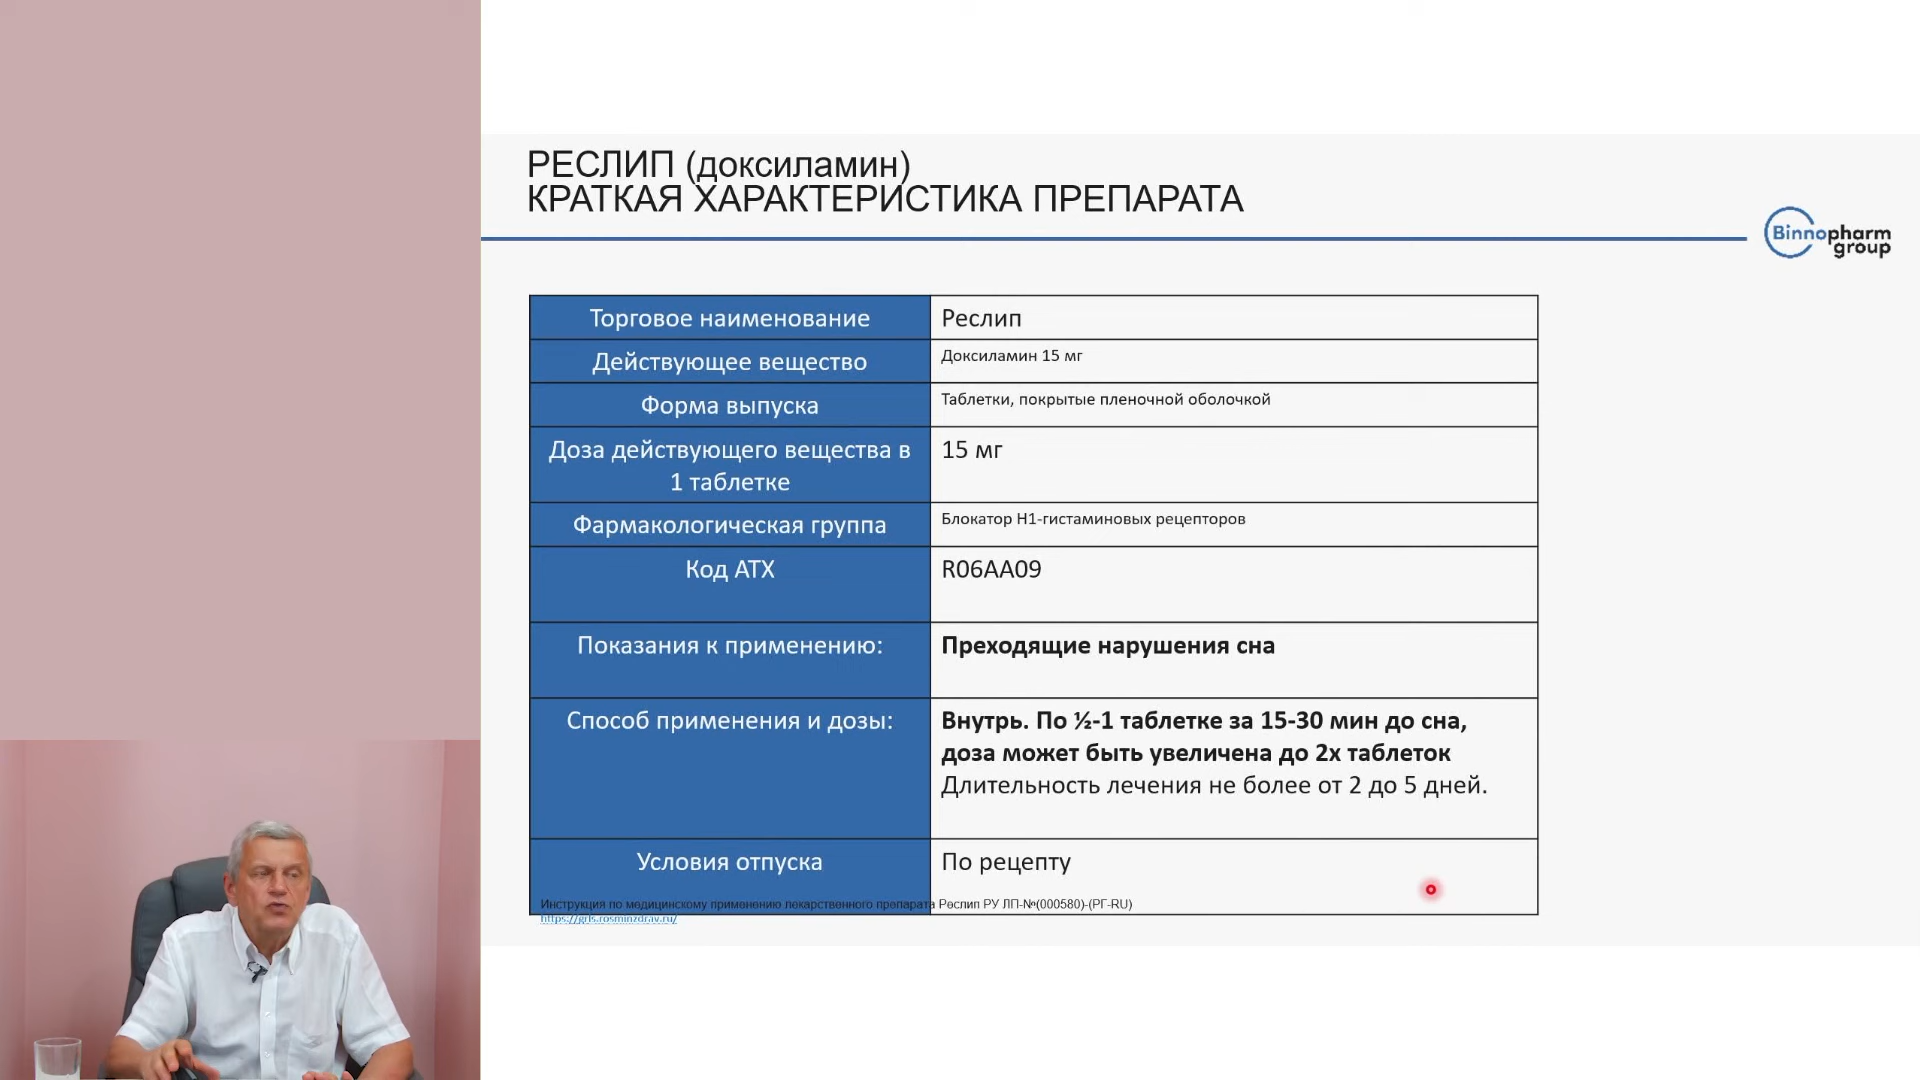 РЕСЛИП (доксиламин)
КРАТКАЯ ХАРАКТЕРИСТИКА ПРЕПАРАТА
Binnopharm
group
Торговое наименование
Реслип
Действующее вещество
Доксиламин 15 мг
Форма выпуска
Таблетки, покрытые пленочной оболочкой
Доза действующего вещества в
1 таблетке
15 мг
Фармакологическая группа
Блокатор H1-гистаминовых рецепторов
Код АТХ
R06AA09
Показания к применению:
Преходящие нарушения сна
Способ применения и дозы:
Внутрь. По ½-1 таблетке за 15-30 мин до сна,
доза может быть увеличена до 2х таблеток
Длительность лечения не более от 2 до 5 дней.
Условия отпуска
По рецепту
Инструкция по медицинскому применению лекарственного препарата Реслип РУ ЛП-№(000580)-(РГ-RU)
https://grls.rosminzdrav.ru/